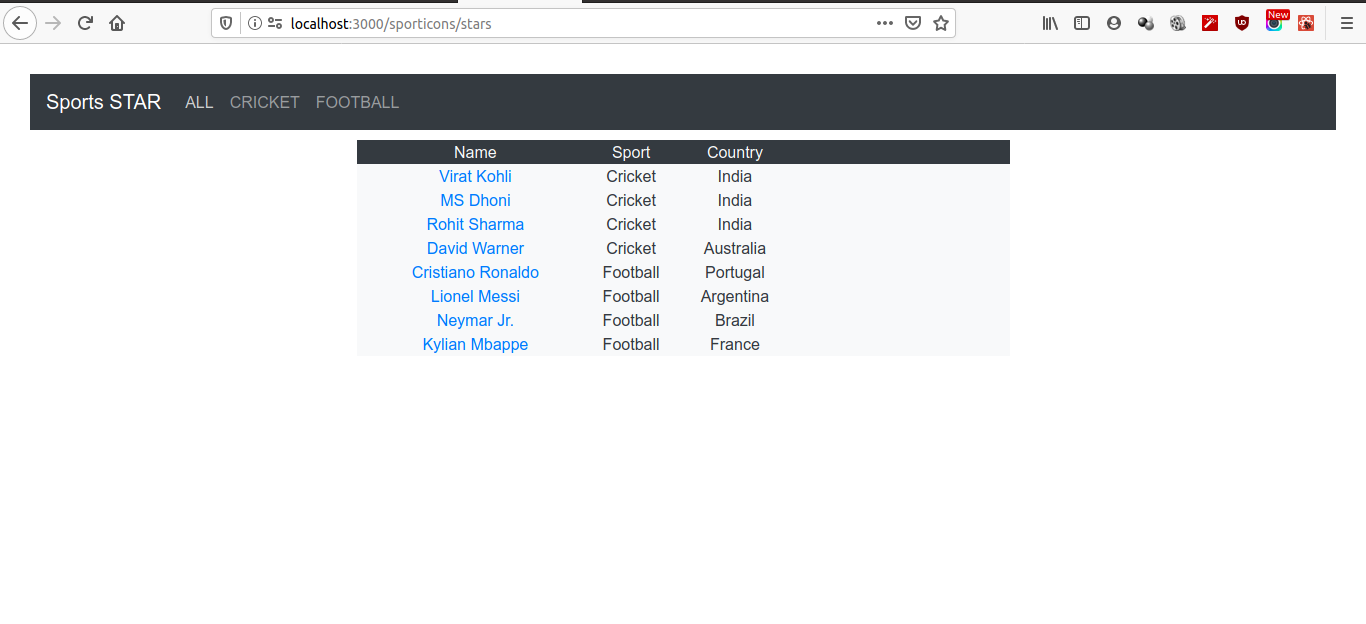 localhost:3000/sporticons/stars
New
Sports STAR ALL CRICKET FOOTBALL
Name Sport Country
Virat Kohli Cricket India
MS Dhoni Cricket India
Rohit Sharma Cricket India
David Warner Cricket Australia
Cristiano Ronaldo Football Portugal
Lionel Messi Football Argentina
Neymar Jr. Football Brazil
Kylian Mbappe Football France